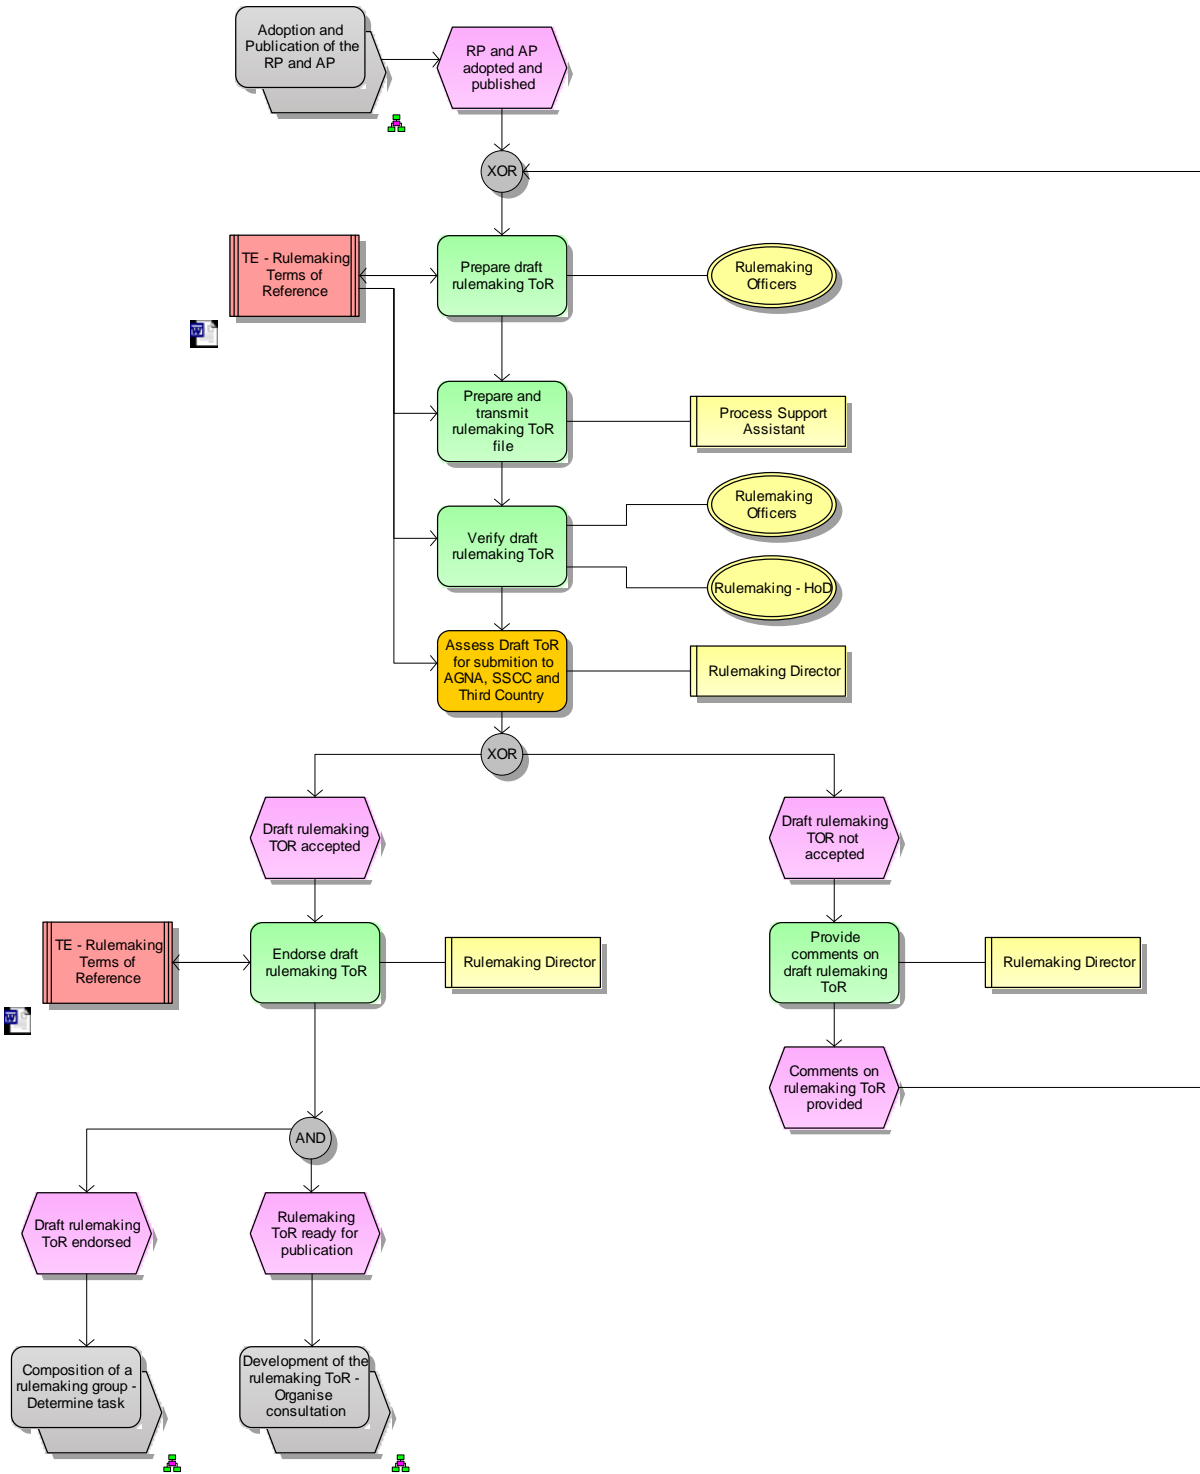 Adoption and
Publication of the
RP and AP
RP and AP
adopted and
published
XOR
TE - Rulemaking
Terms of
Reference
Prepare draft
rulemaking ToR
Rulemaking
Officers
W
Prepare and
transmit
rulemaking ToR
file
Process Support
Assistant
Verify draft
rulemaking ToR
Rulemaking
Officers
Rulemaking - HoD
Assess Draft ToR
for submition to
AGNA, SSCC and
Third Country
Rulemaking Director
XOR
Draft rulemaking
TOR accepted
Draft rulemaking
TOR not
accepted
TE - Rulemaking
Terms of
Reference
Endorse draft
rulemaking ToR
Rulemaking Director
Provide
comments on
draft rulemaking
ToR
Rulemaking Director
W
Comments on
rulemaking ToR
provided
AND
Draft rulemaking
ToR endorsed
Rulemaking
ToR ready for
publication
Composition of a
rulemaking group -
Determine task
Development of the
rulemaking ToR -
Organise
consultation